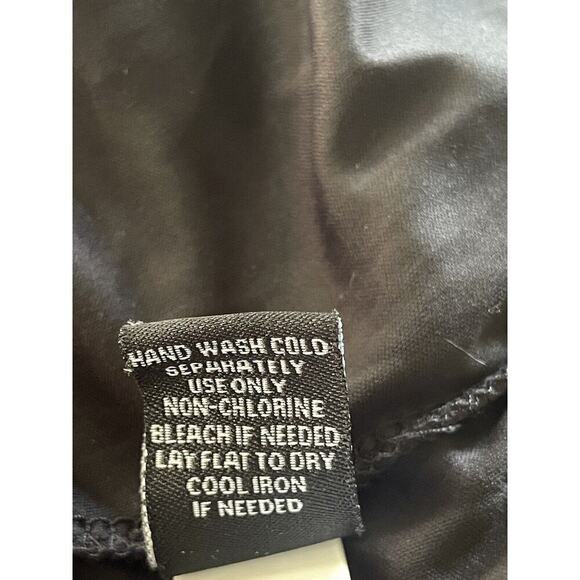 HAND WASH COLD
SEPARATELY
USE ONLY
NON-CHLORINE
BLEACH IF NEEDED
LAY FLAT TO DRY
COOL IRON
IF NEEDED